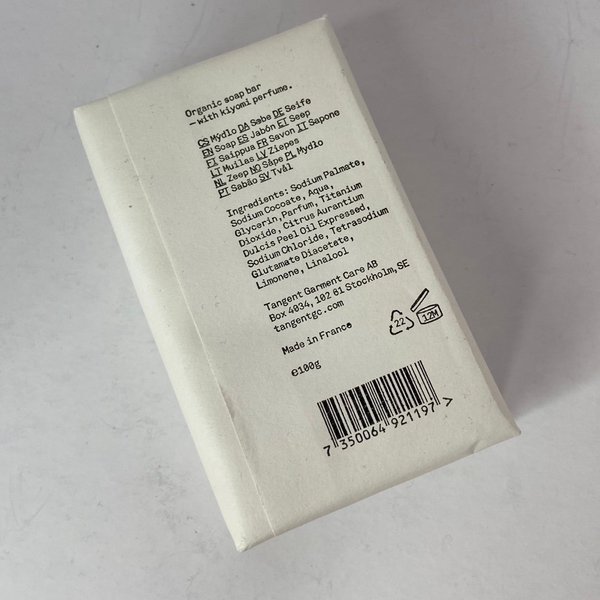 Organic soap bar
— with kiyomi perfume.
CS Mýdlo DA Sæbe DE Seife
EN Soap ES Jabón ET Seep
FI Saippua FR Savon IT Sapone
LT Muilas LV Ziepes
NL Zeep NO Såpe PL Mydło
PT Sabão SV Tvål
Ingredients: Sodium Palmate,
Sodium Cocoate, Aqua,
Glycerin, Parfum, Titanium
Dioxide, Citrus Aurantium
Dulcis Peel Oil Expressed,
Sodium Chloride, Tetrasodium
Glutamate Diacetate,
Limonene, Linalool
Tangent Garment Care AB
Box 4034, 102 61 Stockholm, SE
tangentgc.com
22
12M
Made in France
e100g
7 350064 921197 >